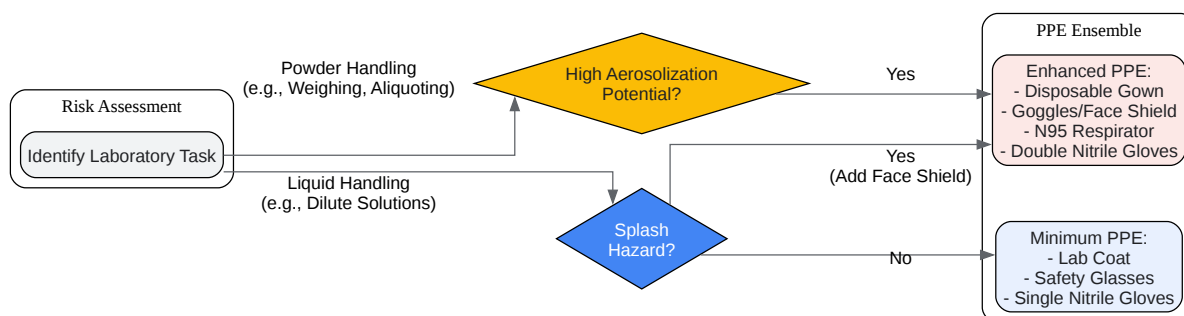 Risk Assessment
Identify Laboratory Task
Powder Handling
(e.g., Weighing, Aliquoting)
Liquid Handling
(e.g., Dilute Solutions)
High Aerosolization
Potential?
Splash
Hazard?
Yes
Yes
(Add Face Shield)
No
PPE Ensemble
Enhanced PPE:
- Disposable Gown
- Goggles/Face Shield
- N95 Respirator
- Double Nitrile Gloves
Minimum PPE:
- Lab Coat
- Safety Glasses
- Single Nitrile Gloves